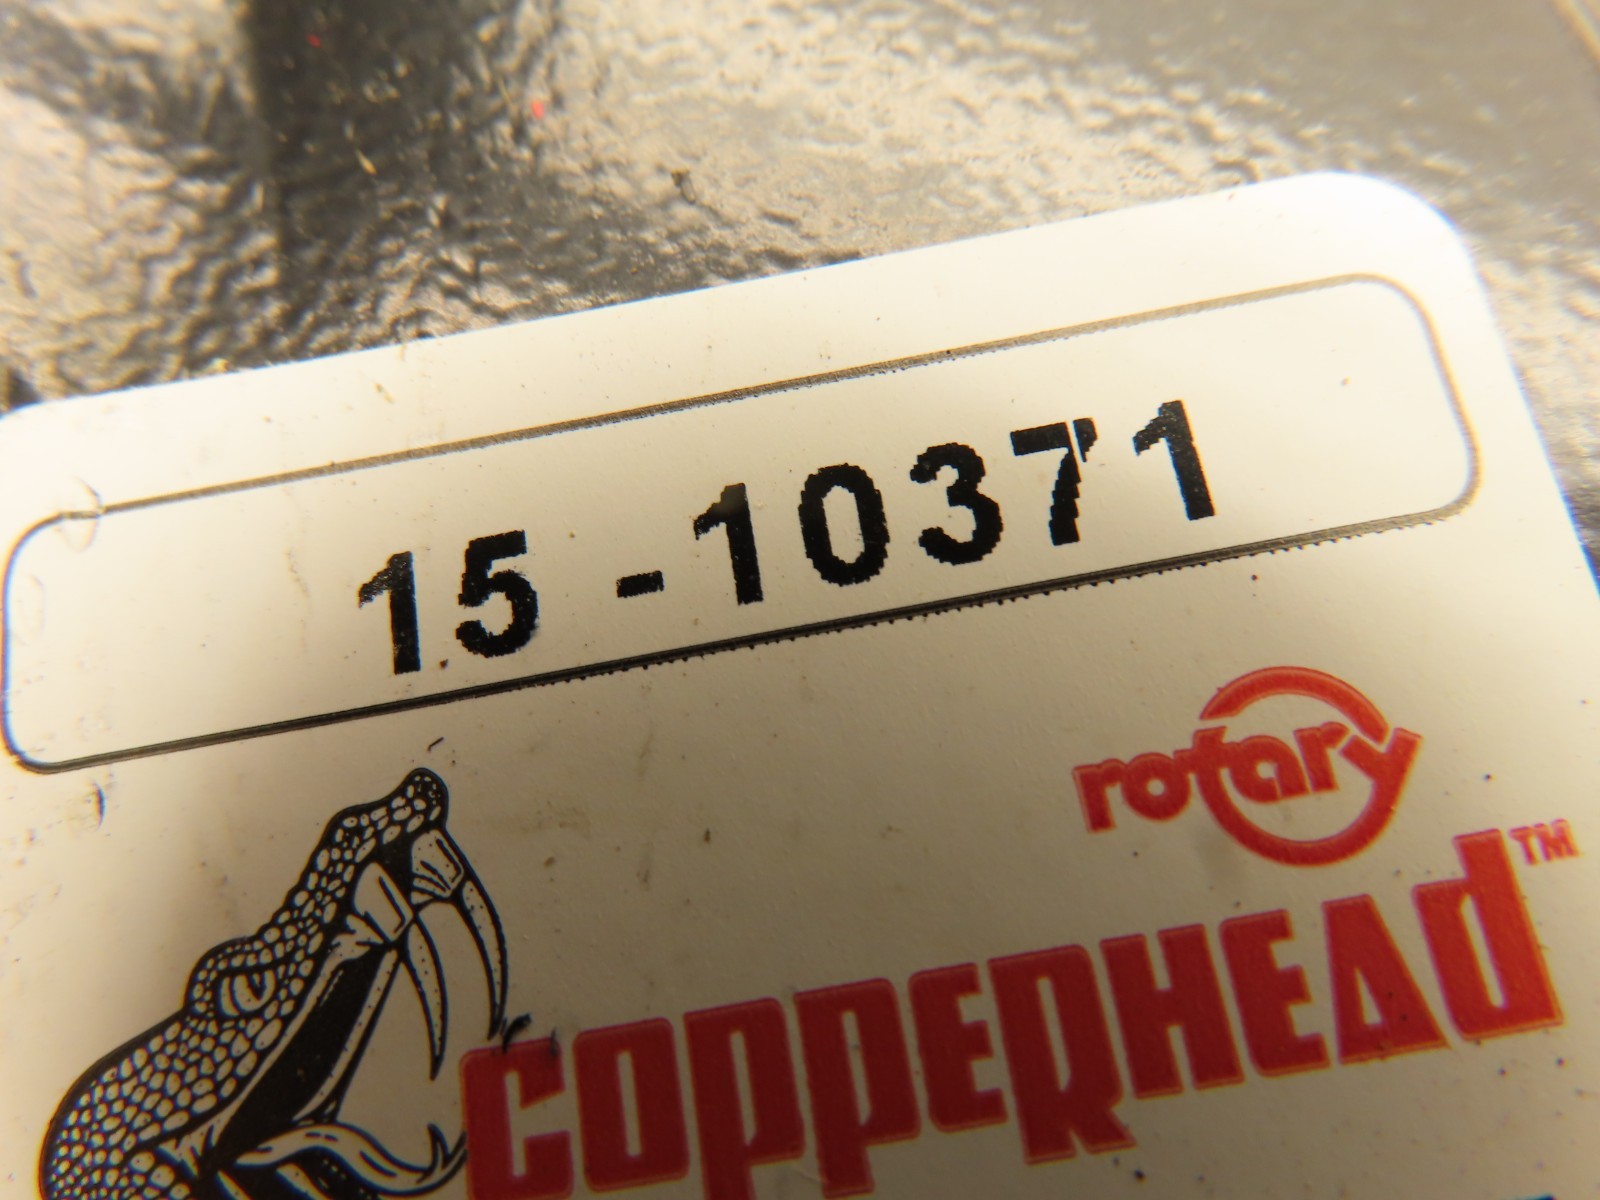 15 -10371
rotary
COPPERHEAD™